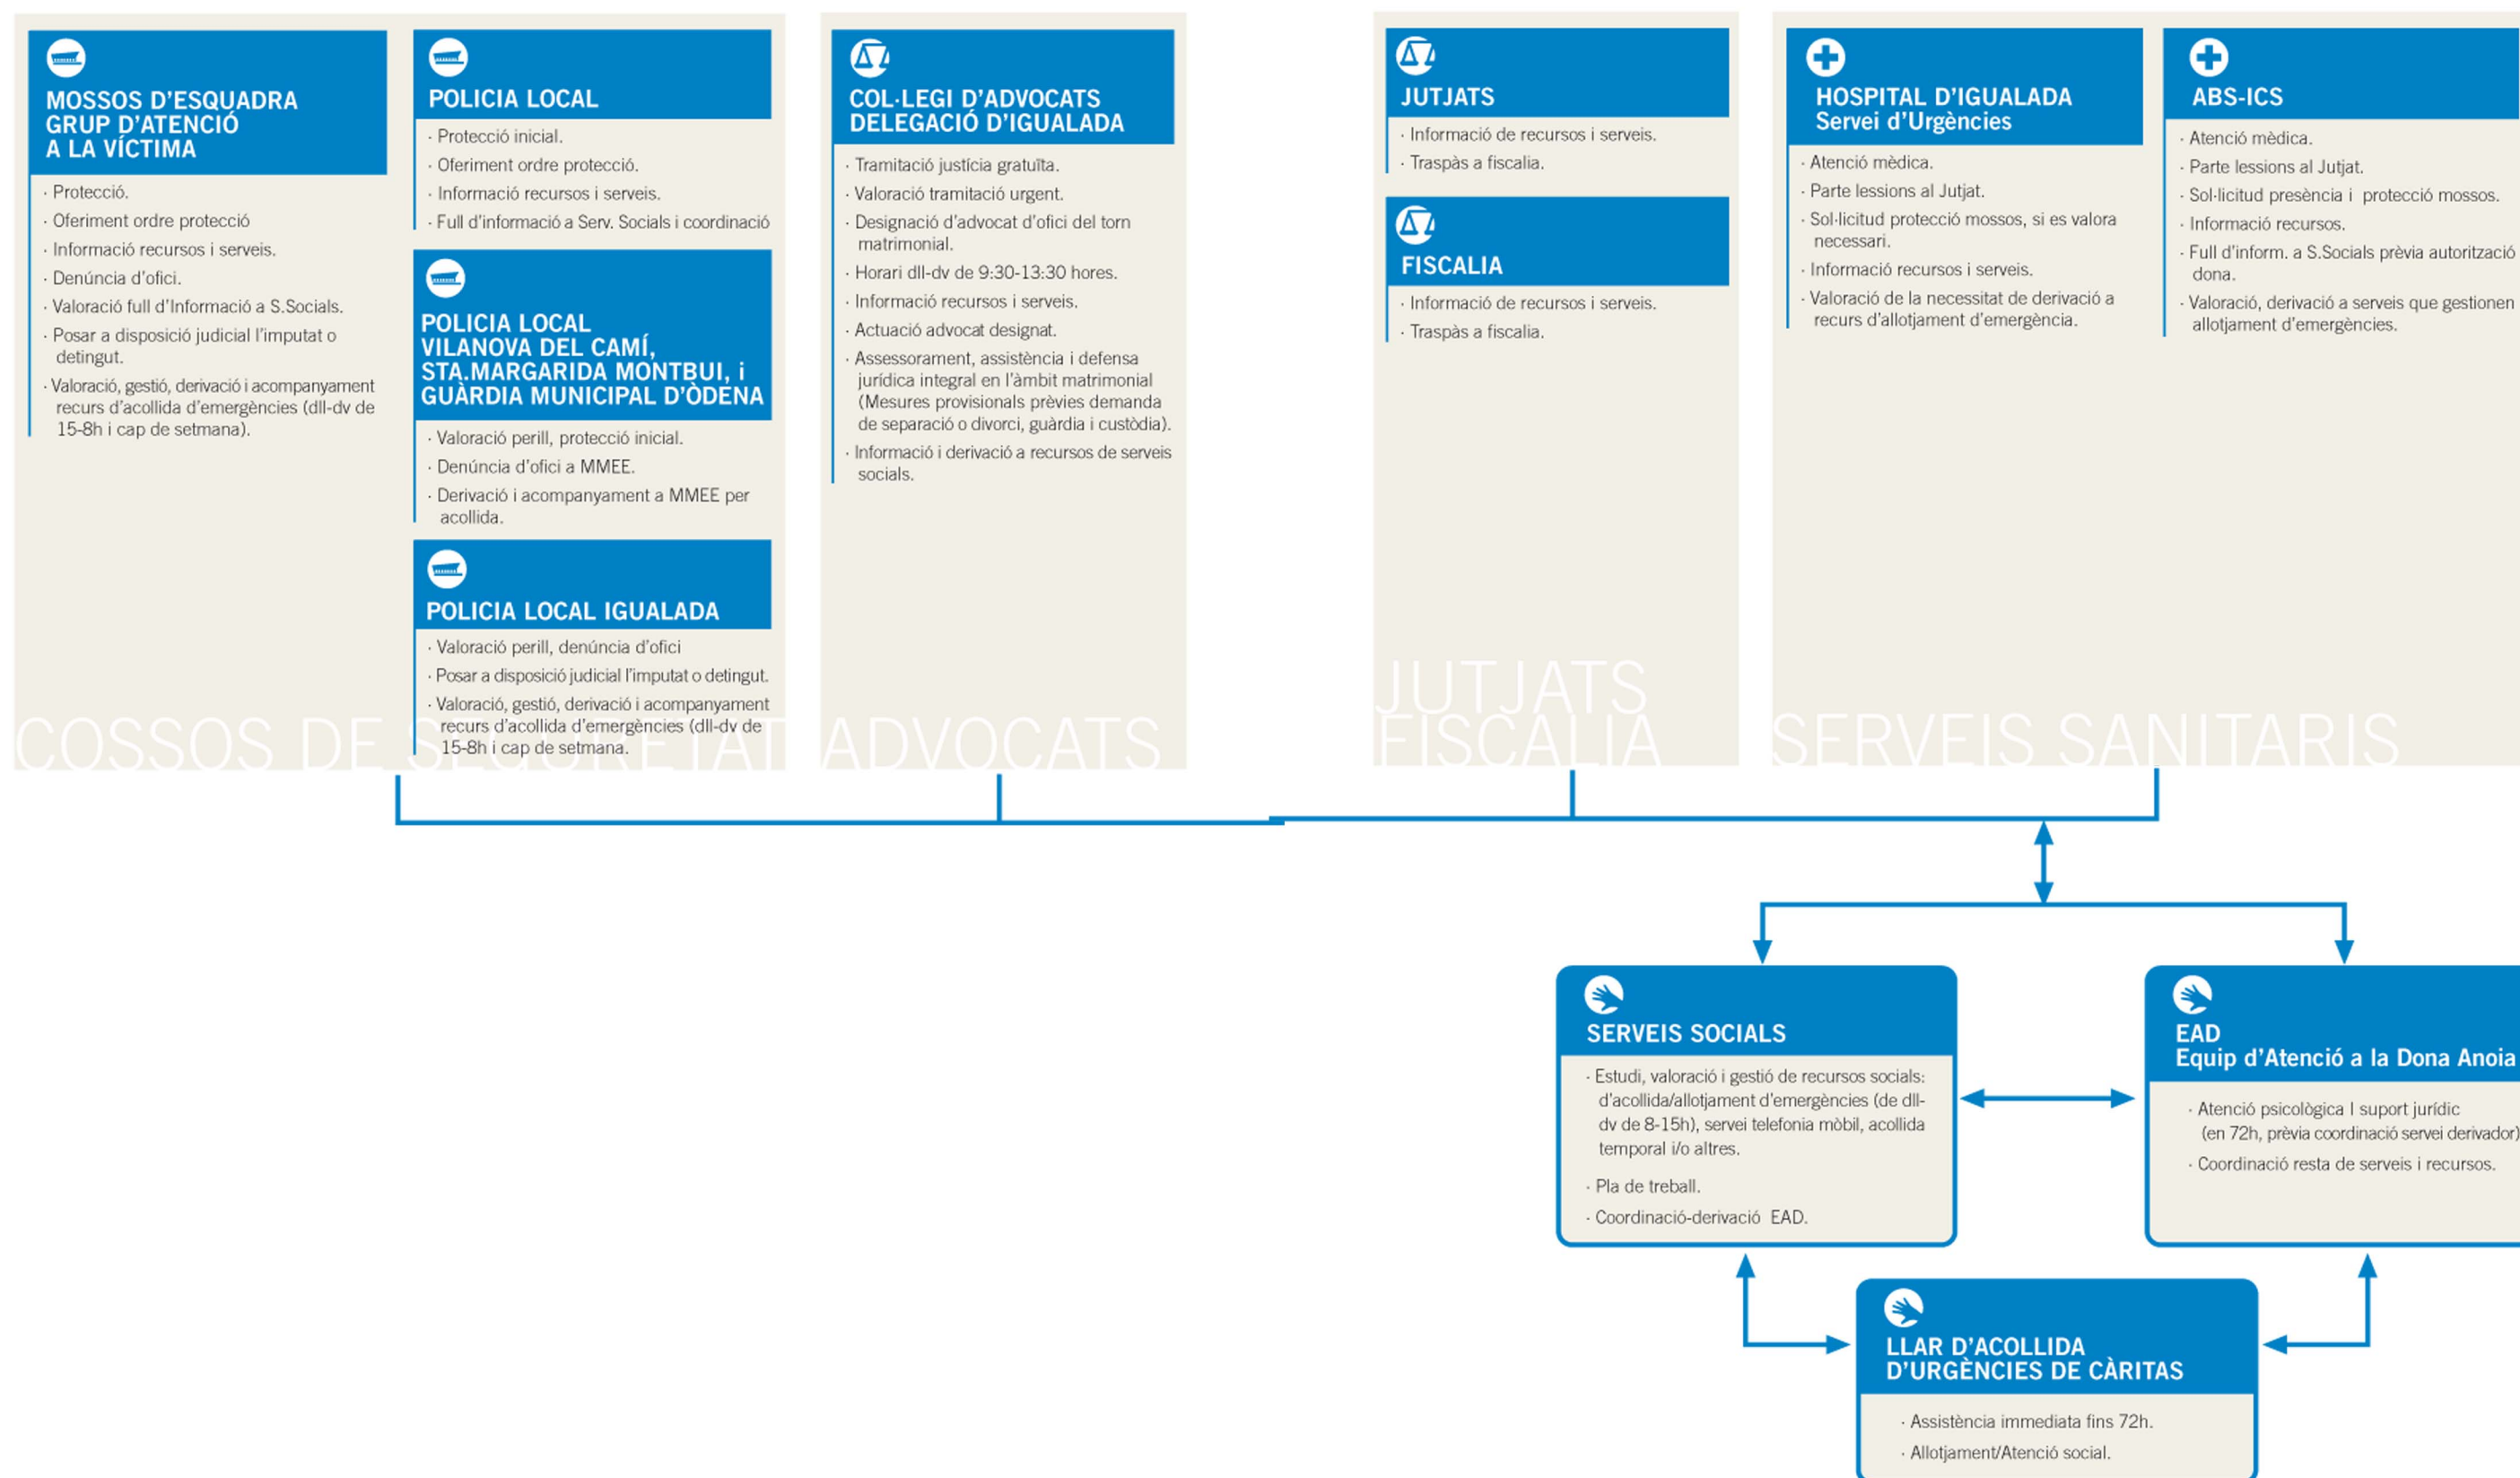 MOSSOS D'ESQUADRA
GRUP D'ATENCIÓ
A LA VÍCTIMA
· Protecció.
· Oferiment ordre protecció
· Informació recursos i serveis.
· Denúncia d'ofici.
· Valoració full d'Informació a S.Socials.
· Posar a disposició judicial l'imputat o
detingut.
· Valoració, gestió, derivació i acompanyament
recurs d'acollida d'emergències (dll-dv de
15-8h i cap de setmana).
POLICIA LOCAL
· Protecció inicial.
· Oferiment ordre protecció.
· Informació recursos i serveis.
· Full d'informació a Serv. Socials i coordinació
POLICIA LOCAL
VILANOVA DEL CAMÍ,
STA.MARGARIDA MONTBUI, i
GUÀRDIA MUNICIPAL D'ÒDENA
· Valoració perill, protecció inicial.
· Denúncia d'ofici a MMEE.
· Derivació i acompanyament a MMEE per
acollida.
POLICIA LOCAL IGUALADA
· Valoració perill, denúncia d'ofici
· Posar a disposició judicial l'imputat o detingut.
· Valoració, gestió, derivació i acompanyament
recurs d'acollida d'emergències (dll-dv de
15-8h i cap de setmana.
COSSOS DE SEGURETAT
COL·LEGI D'ADVOCATS
DELEGACIÓ D'IGUALADA
· Tramitació justícia gratuïta.
· Valoració tramitació urgent.
· Designació d'advocat d'ofici del torn
matrimonial.
· Horari dll-dv de 9:30-13:30 hores.
· Informació recursos i serveis.
· Actuació advocat designat.
· Assessorament, assistència i defensa
jurídica integral en l'àmbit matrimonial
(Mesures provisionals prèvies demanda
de separació o divorci, guàrdia i custòdia).
· Informació i derivació a recursos de serveis
socials.
ADVOCATS
JUTJATS
· Informació de recursos i serveis.
· Traspàs a fiscalia.
FISCALIA
· Informació de recursos i serveis.
· Traspàs a fiscalia.
JUTJATS
FISCALIA
HOSPITAL D'IGUALADA
Servei d'Urgències
· Atenció mèdica.
· Parte lessions al Jutjat.
· Sol·licitud protecció mossos, si es valora
necessari.
· Informació recursos i serveis.
· Valoració de la necessitat de derivació a
recurs d'allotjament d'emergència.
ABS-ICS
· Atenció mèdica.
· Parte lessions al Jutjat.
· Sol·licitud presència i protecció mossos.
· Informació recursos.
· Full d'inform. a S.Socials prèvia autorització
dona.
· Valoració, derivació a serveis que gestionen
allotjament d'emergències.
SERVEIS SANITARIS
SERVEIS SOCIALS
· Estudi, valoració i gestió de recursos socials:
d'acollida/allotjament d'emergències (de dll-
dv de 8-15h), servei telefonia mòbil, acollida
temporal i/o altres.
· Pla de treball.
· Coordinació-derivació EAD.
EAD
Equip d'Atenció a la Dona Anoia
· Atenció psicològica I suport jurídic
(en 72h, prèvia coordinació servei derivador)
· Coordinació resta de serveis i recursos.
LLAR D'ACOLLIDA
D'URGÈNCIES DE CÀRITAS
· Assistència immediata fins 72h.
· Allotjament/Atenció social.